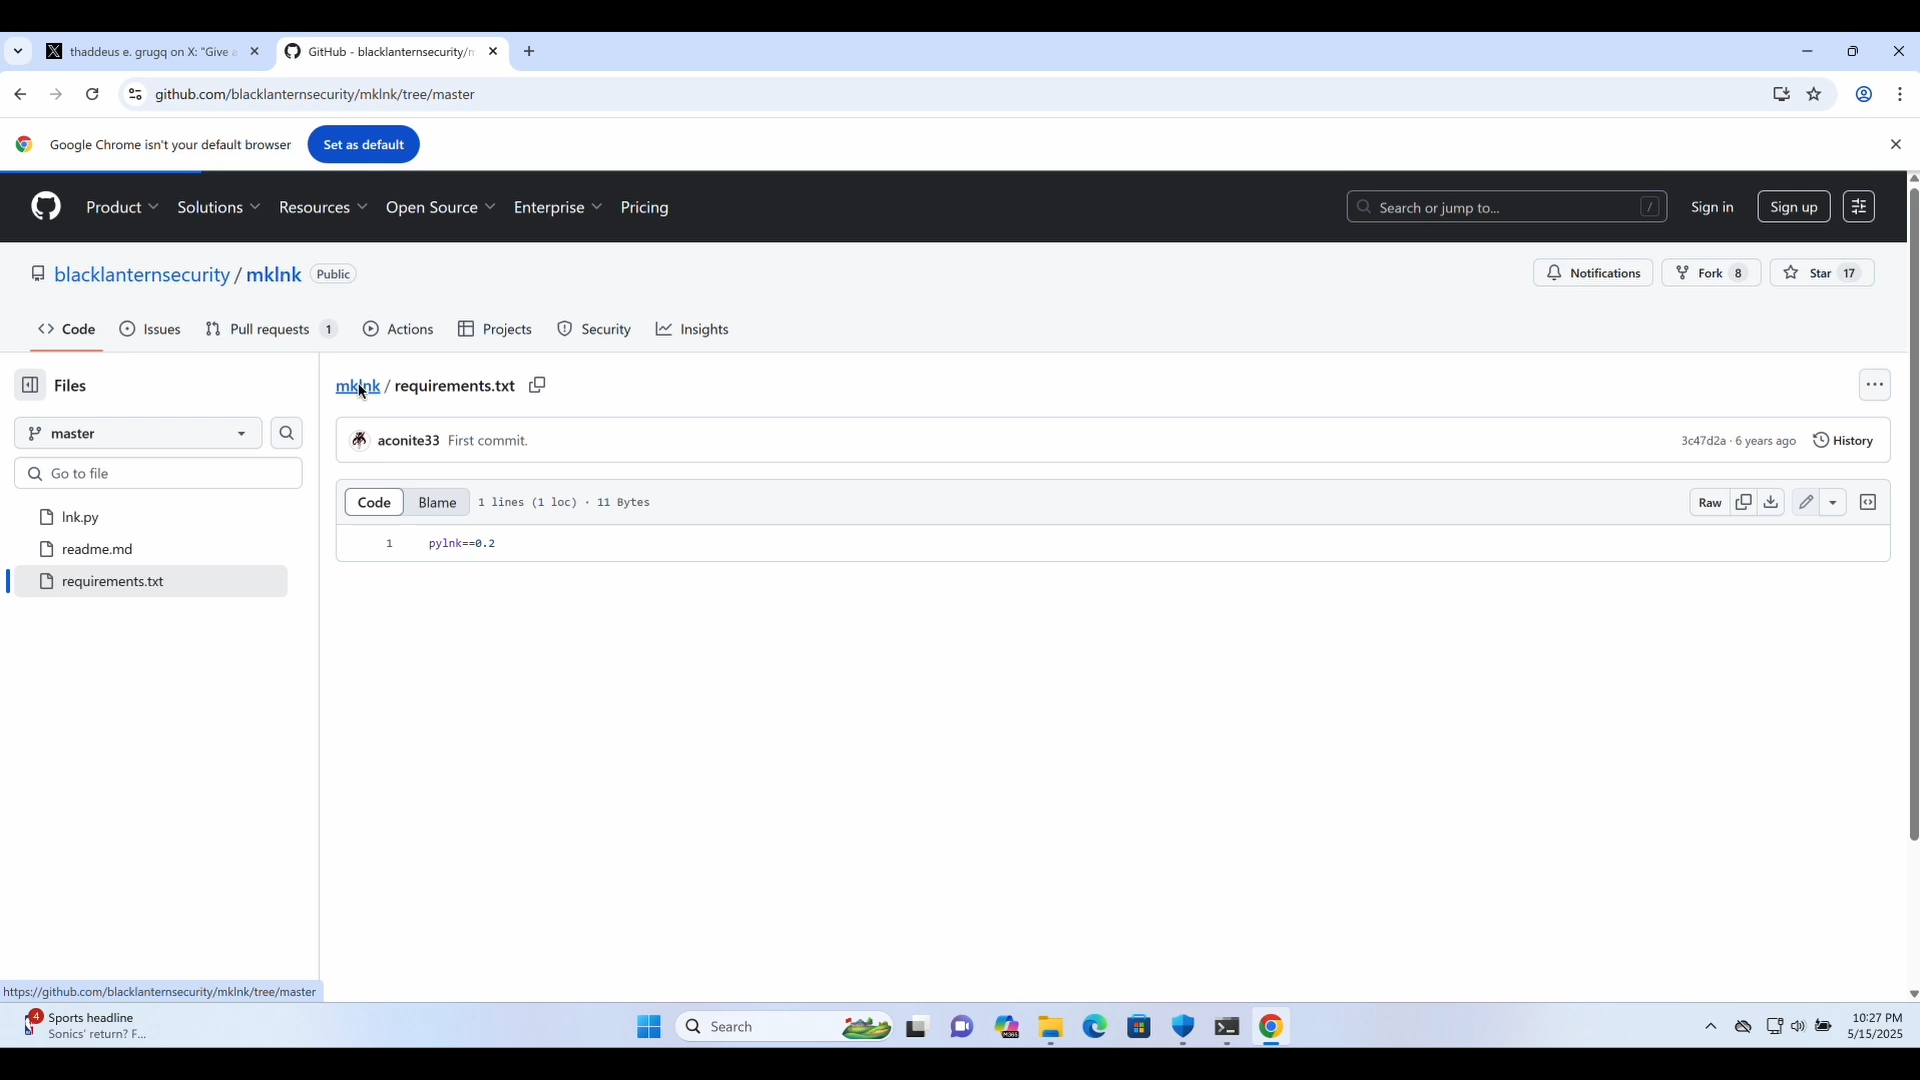 thaddeus e. grugq on X: "Give a
GitHub - blacklanternsecurity/m
github.com/blacklanternsecurity/mklnk/tree/master
Google Chrome isn't your default browser
Set as default
Product
Solutions
Resources
Open Source
Enterprise
Pricing
Search or jump to...
/
Sign in
Sign up
blacklanternsecurity / mklnk
Public
Notifications
Fork 8
Star 17
Code
Issues
Pull requests 1
Actions
Projects
Security
Insights
Files
master
Go to file
lnk.py
readme.md
requirements.txt
mklnk / requirements.txt
aconite33 First commit.
3c47d2a · 6 years ago
History
Code
Blame
1 lines (1 loc) · 11 Bytes
Raw
1 pylnk==0.2
https://github.com/blacklanternsecurity/mklnk/tree/master
4
Sports headline
Sonics' return? F...
Search
M365
10:27 PM
5/15/2025